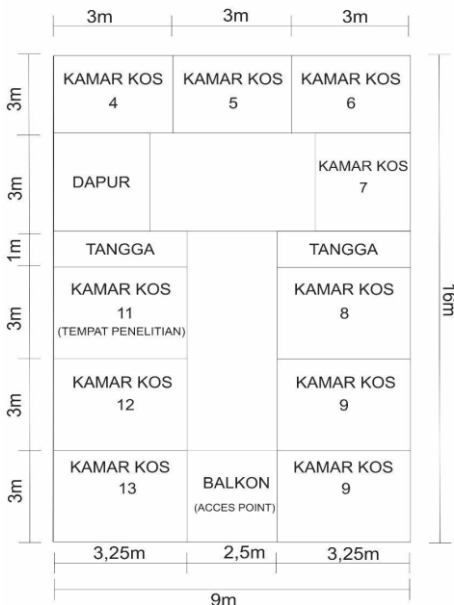 3m 3m 3m
3m
KAMAR KOS
4
KAMAR KOS
5
KAMAR KOS
6
3m
DAPUR
KAMAR KOS
7
1m
TANGGA
TANGGA
16m
3m
KAMAR KOS
11
(TEMPAT PENELITIAN)
KAMAR KOS
8
3m
KAMAR KOS
12
KAMAR KOS
9
3m
KAMAR KOS
13
BALKON
(ACCES POINT)
KAMAR KOS
9
3,25m 2,5m 3,25m
9m